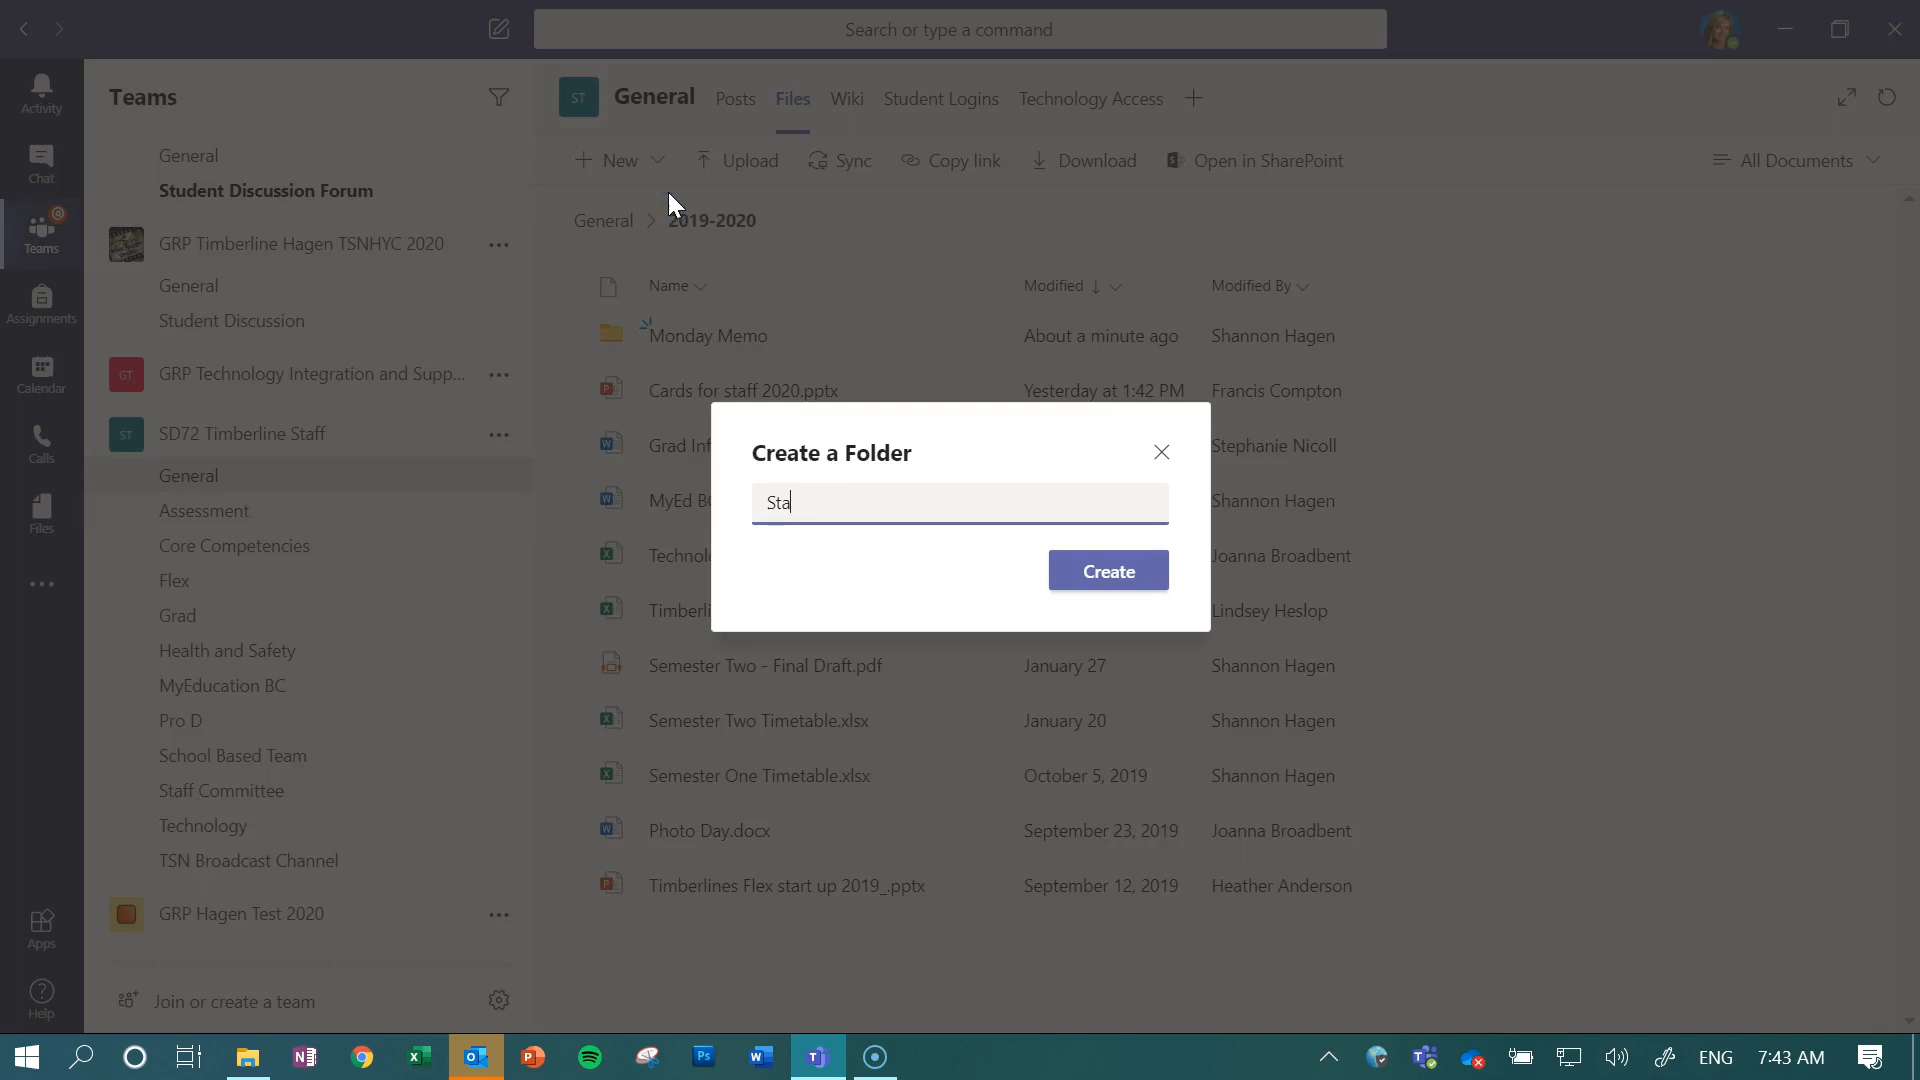 Search or type a command
Activity
Chat
Teams
Assignments
Calendar
Calls
Files
Apps
Help
Teams
General
Student Discussion Forum
GRP Timberline Hagen TSNHYC 2020
General
Student Discussion
GT
GRP Technology Integration and Supp...
ST
SD72 Timberline Staff
General
Assessment
Core Competencies
Flex
Grad
Health and Safety
MyEducation BC
Pro D
School Based Team
Staff Committee
Technology
TSN Broadcast Channel
GRP Hagen Test 2020
Join or create a team
ST
General Posts Files Wiki Student Logins Technology Access
New Upload Sync Copy link Download Open in SharePoint All Documents
General > 2019-2020
Name Modified Modified By
Monday Memo About a minute ago Shannon Hagen
Cards for staff 2020.pptx Yesterday at 1:42 PM Francis Compton
Grad Stephanie Nicoll
MyEd Shannon Hagen
Joanna Broadbent
Lindsey Heslop
Semester Two - Final Draft.pdf January 27 Shannon Hagen
Semester Two Timetable.xlsx January 20 Shannon Hagen
Semester One Timetable.xlsx October 5, 2019 Shannon Hagen
Photo Day.docx September 23, 2019 Joanna Broadbent
Timberlines Flex start up 2019_.pptx September 12, 2019 Heather Anderson
Create a Folder
Sta
Create
ENG 7:43 AM